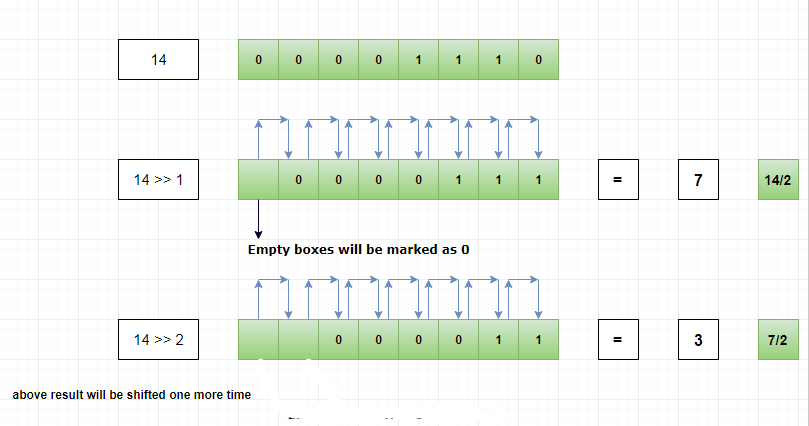 14 0 0 0 0 1 1 1 0
14 >> 1 0 0 0 0 1 1 1 = 7 14/2
Empty boxes will be marked as 0
14 >> 2 0 0 0 0 1 1 = 3 7/2
above result will be shifted one more time